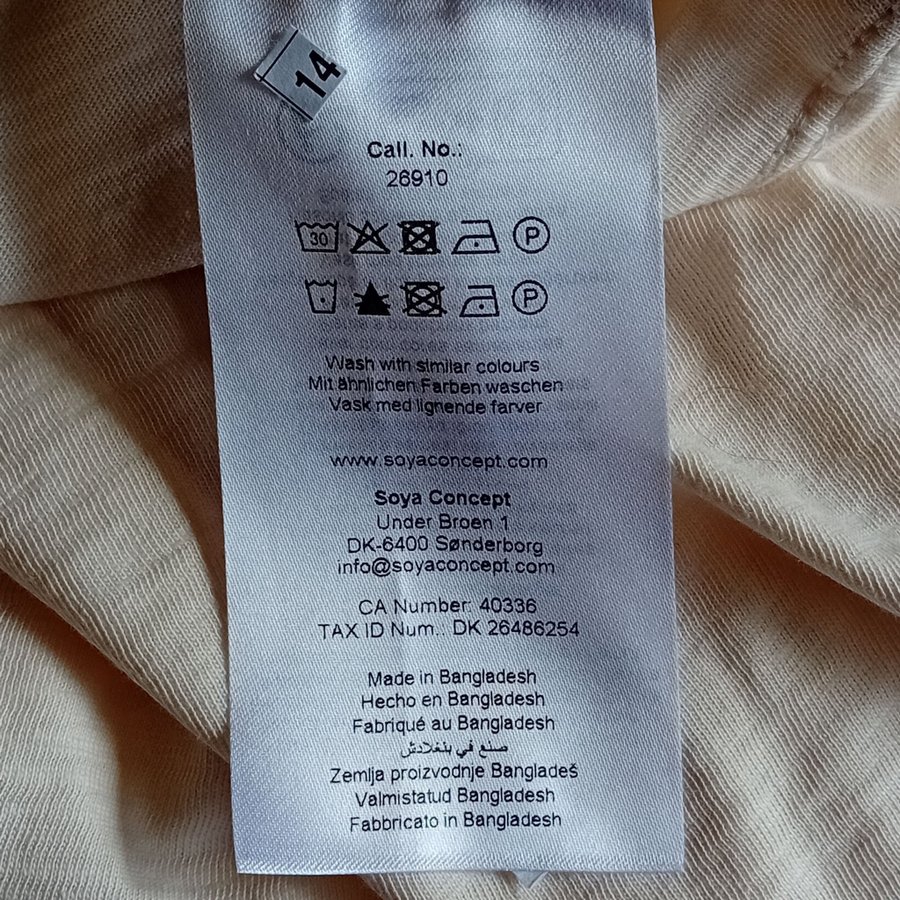 14
Call. No.:
26910
30 P
P
Wash with similar colours
Mit ähnlichen Farben waschen
Vask med lignende farver
www.soyaconcept.com
Soya Concept
Under Broen 1
DK-6400 Sønderborg
info@soyaconcept.com
CA Number: 40336
TAX ID Num.: DK 26486254
Made in Bangladesh
Hecho en Bangladesh
Fabriqué au Bangladesh
صنع في بنغلادش
Zemlja proizvodnje Bangladeš
Valmistatud Bangladesh
Fabbricato in Bangladesh